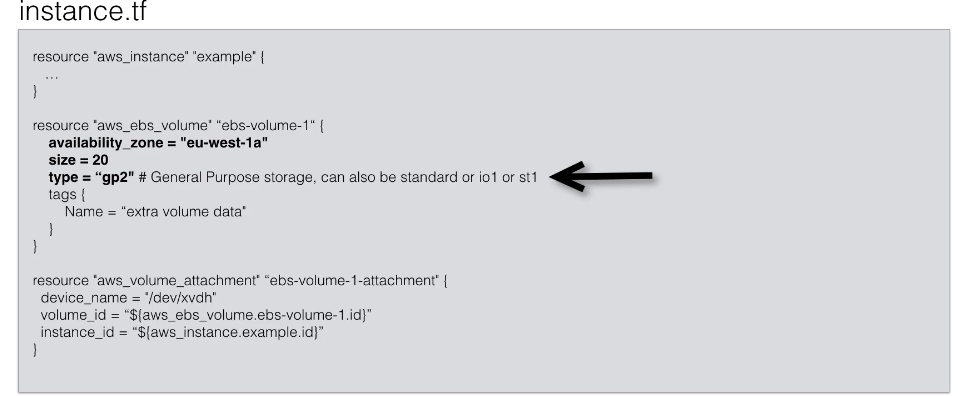 instance.tf
resource "aws_instance" "example" {
...
}
resource "aws_ebs_volume" “ebs-volume-1“ {
availability_zone = "eu-west-1a"
size = 20
type = “gp2" # General Purpose storage, can also be standard or io1 or st1
tags {
Name = “extra volume data"
}
}
resource "aws_volume_attachment" “ebs-volume-1-attachment" {
device_name = "/dev/xvdh"
volume_id = “${aws_ebs_volume.ebs-volume-1.id}”
instance_id = “${aws_instance.example.id}”
}